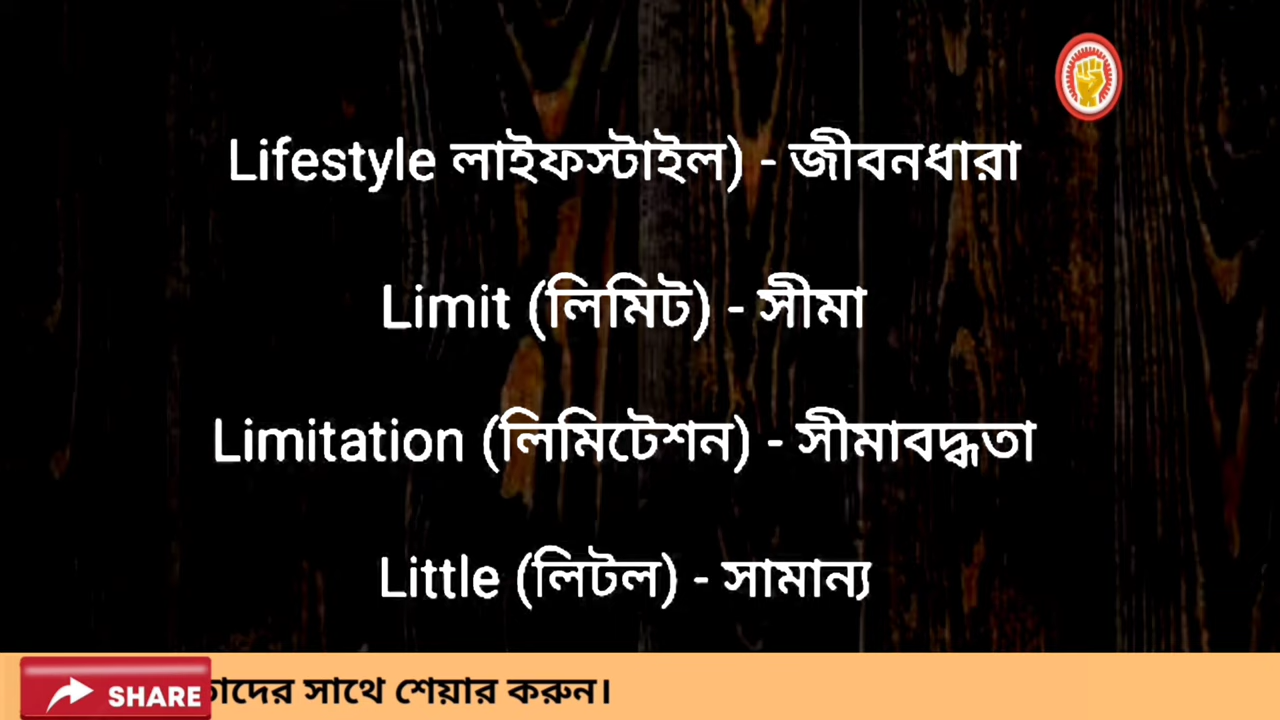 Lifestyle লাইফস্টাইল) - জীবনধারা
Limit (লিমিট) - সীমা
Limitation (লিমিটেশন) - সীমাবদ্ধতা
Little (লিটল) - সামান্য
SHARE সাথে শেয়ার করুন।